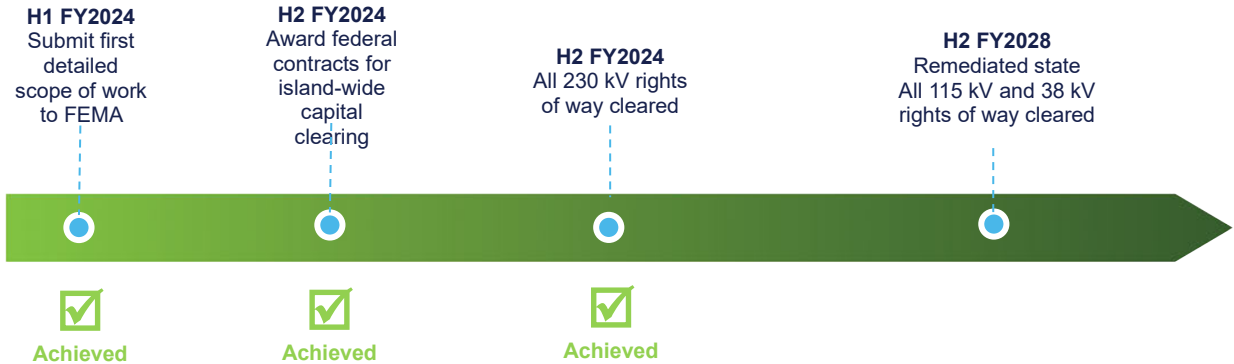 H1 FY2024
Submit first
detailed
scope of work
to FEMA
H2 FY2024
Award federal
contracts for
island-wide
capital
clearing
H2 FY2024
All 230 kV rights
of way cleared
H2 FY2028
Remediated state
All 115 kV and 38 kV
rights of way cleared
Achieved
Achieved
Achieved